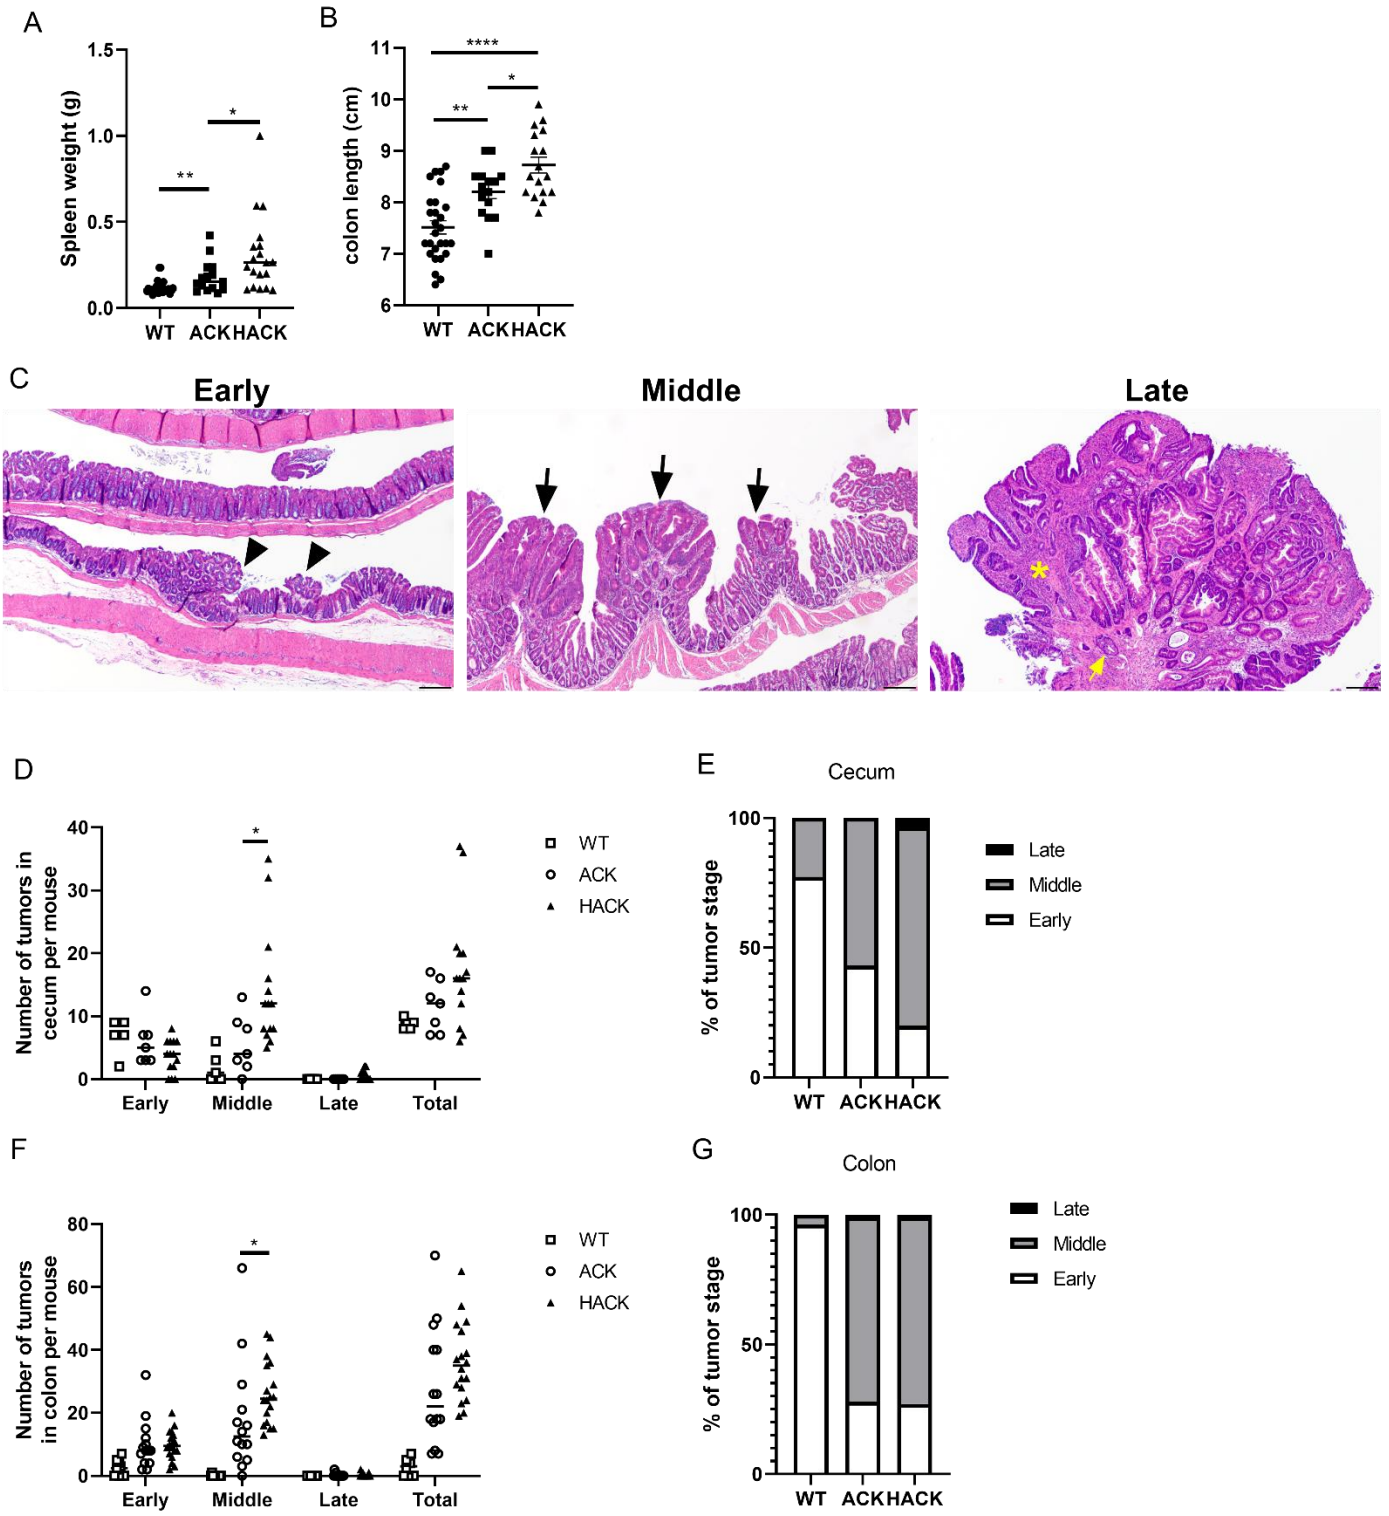 A
Spleen weight (g)
1.5
1.0
0.5
0.0
**
*
WT ACK HACK
B
colon length (cm)
11
10
9
8
7
6
****
*
**
WT ACK HACK
C
Early Middle Late
*
D
Number of tumors in
cecum per mouse
40
30
20
10
0
*
Early Middle Late Total
WT
ACK
HACK
E
Cecum
% of tumor stage
100
50
0
WT ACK HACK
Late
Middle
Early
F
Number of tumors
in colon per mouse
80
60
40
20
0
*
Early Middle Late Total
WT
ACK
HACK
G
Colon
% of tumor stage
100
50
0
WT ACK HACK
Late
Middle
Early